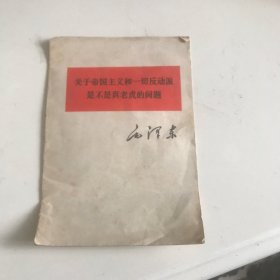 关于帝国主义和一切反动派
是不是真老虎的问题
毛泽东